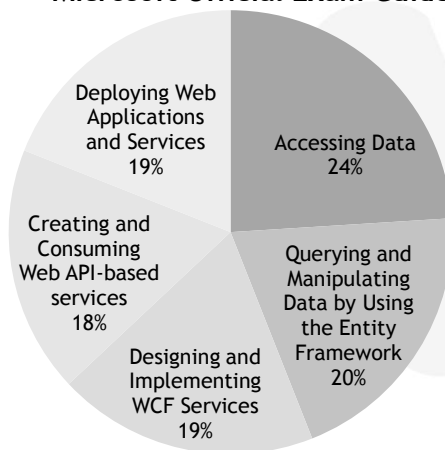 Microsoft Official Exam Guide
Deploying Web
Applications
and Services
19%
Accessing Data
24%
Creating and
Consuming
Web API-based
services
18%
Querying and
Manipulating
Data by Using
the Entity
Framework
20%
Designing and
Implementing
WCF Services
19%